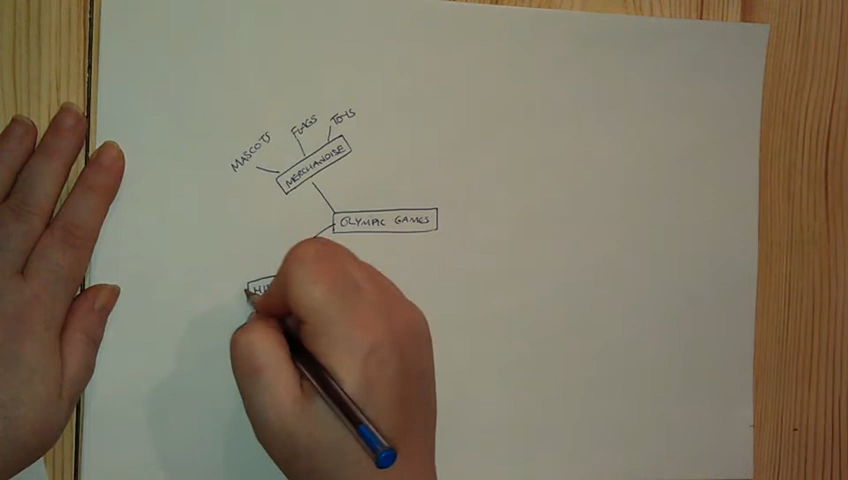 MASCOTS
FLAGS
TOYS
MERCHANDISE
OLYMPIC GAMES